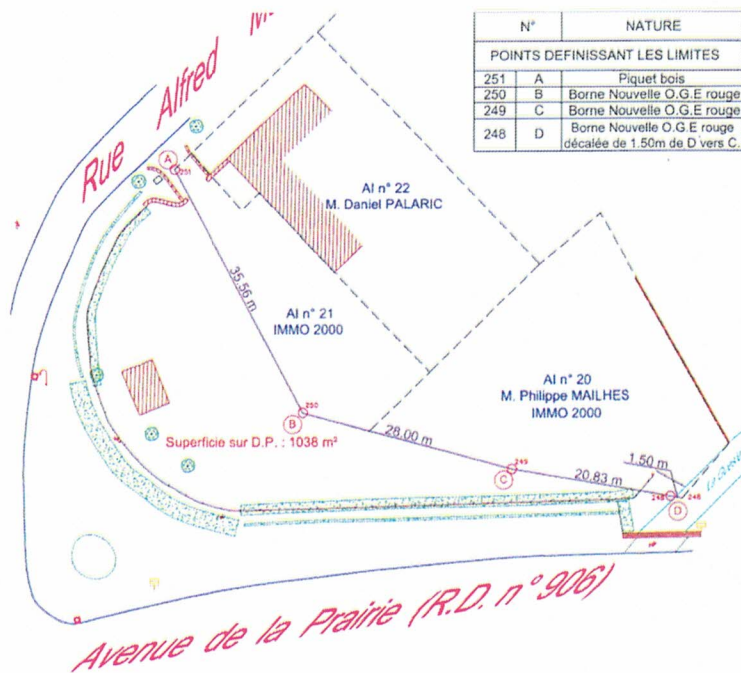 N° NATURE
POINTS DEFINISSANT LES LIMITES
251 A Piquet bois
250 B Borne Nouvelle O.G.E rouge
249 C Borne Nouvelle O.G.E rouge
248 D Borne Nouvelle O.G.E rouge
décalée de 1.50m de D vers C.
Rue Alfred
A
251
AI n° 22
M. Daniel PALARIC
35.56 m
AI n° 21
IMMO 2000
AI n° 20
M. Philippe MAILHES
IMMO 2000
250
B
Superficie sur D.P. : 1038 m²
28.00 m
249
C
20.83 m
1.50 m
248
248
D
Avenue de la Prairie (R.D. n° 906)